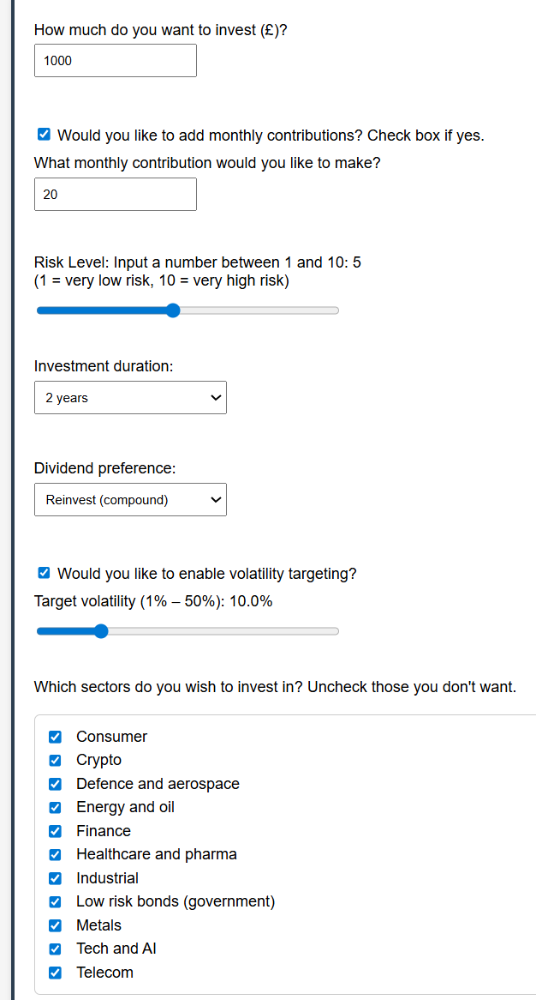 How much do you want to invest (£)?
1000
Would you like to add monthly contributions? Check box if yes.
What monthly contribution would you like to make?
20
Risk Level: Input a number between 1 and 10: 5
(1 = very low risk, 10 = very high risk)
Investment duration:
2 years
Dividend preference:
Reinvest (compound)
Would you like to enable volatility targeting?
Target volatility (1% – 50%): 10.0%
Which sectors do you wish to invest in? Uncheck those you don't want.
Consumer
Crypto
Defence and aerospace
Energy and oil
Finance
Healthcare and pharma
Industrial
Low risk bonds (government)
Metals
Tech and AI
Telecom